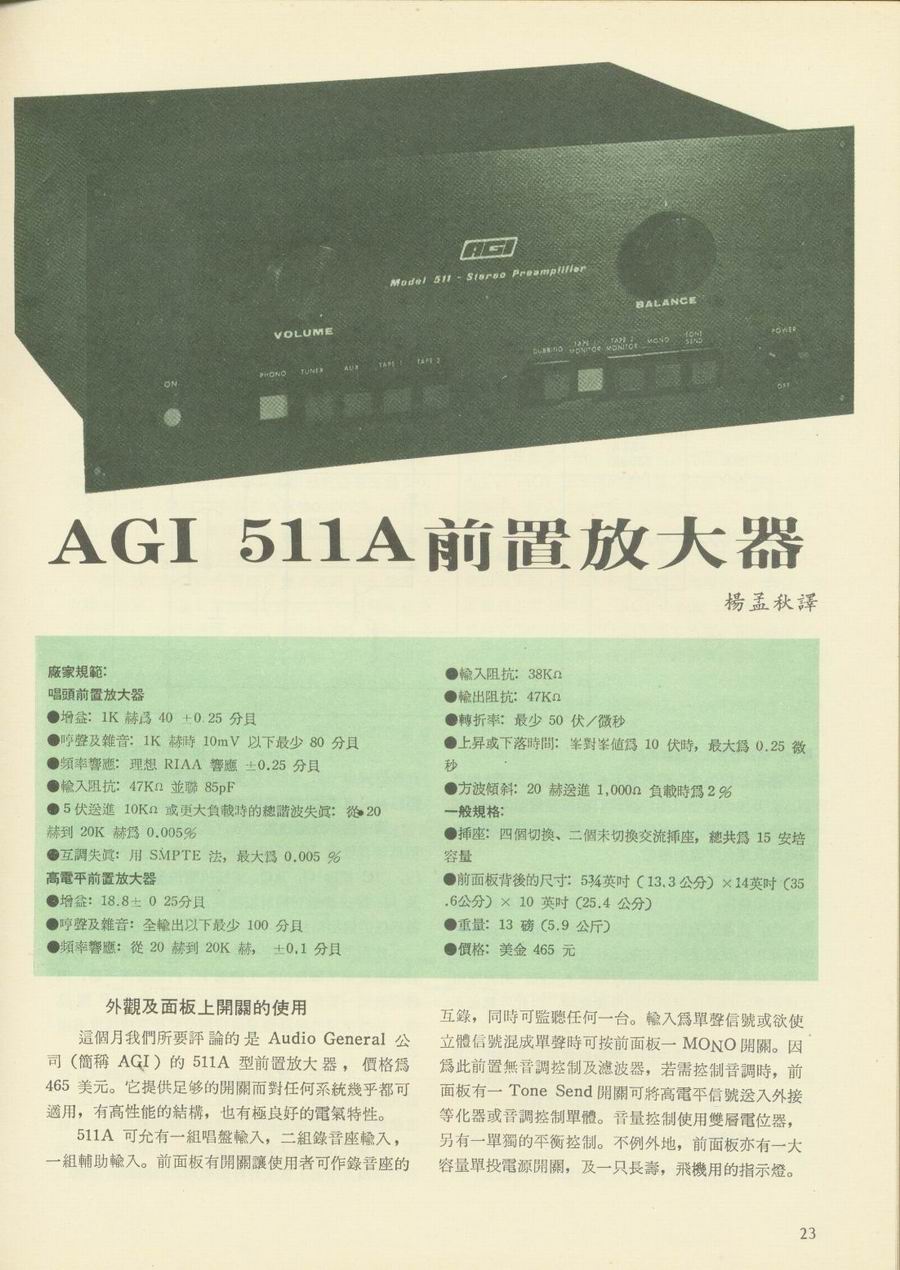 AGI
Model 511 - Stereo Preamplifier
BALANCE
VOLUME
DUBBING TAPE 1 MONITOR TAPE 2 MONITOR MONO TONE SEND
POWER
PHONO TUNER AUX TAPE 1 TAPE 2
ON
OFF
AGI 511A前置放大器
楊孟秋譯
廠家規範:
唱頭前置放大器
●增益: 1K 赫爲 40 ±0.25 分貝
●哼聲及雜音: 1K 赫時 10mV 以下最少 80 分貝
●頻率響應: 理想 RIAA 響應 ±0.25 分貝
●輸入阻抗: 47KΩ 並聯 85pF
●5伏送進 10KΩ 或更大負載時的總諧波失眞: 從20
赫到 20K 赫爲 0.005%
●互調失眞: 用 SMPTE 法, 最大爲 0.005 %
高電平前置放大器
●增益: 18.8± 0 25分貝
●哼聲及雜音: 全輸出以下最少 100 分貝
●頻率響應: 從 20 赫到 20K 赫, ±0.1 分貝
●輸入阻抗: 38KΩ
●輸出阻抗: 47KΩ
●轉折率: 最少 50 伏/微秒
●上昇或下落時間: 峯對峯値爲 10 伏時, 最大爲 0.25 微
秒
●方波傾斜: 20 赫送進 1,000Ω 負載時爲2%
一般規格:
●插座: 四個切換、二個未切換交流插座, 總共爲 15 安培
容量
●前面板背後的尺寸: 5¾英吋 (13.3公分) ×14英吋 (35
.6公分) × 10 英吋 (25.4 公分)
●重量: 13 磅 (5.9 公斤)
●價格: 美金 465 元
外觀及面板上開關的使用
這個月我們所要評論的是 Audio General 公
司 (簡稱 AGI) 的 511A 型前置放大器, 價格爲
465 美元。它提供足够的開關而對任何系統幾乎都可
適用, 有高性能的結構, 也有極良好的電氣特性。
511A 可允有一組唱盤輸入, 二組錄音座輸入,
一組輔助輸入。前面板有開關讓使用者可作錄音座的
互錄, 同時可監聽任何一台。輸入爲單聲信號或欲使
立體信號混成單聲時可按前面板一 MONO開關。因
爲此前置無音調控制及濾波器, 若需控制音調時, 前
面板有一 Tone Send開關可將高電平信號送入外接
等化器或音調控制單體。音量控制使用雙層電位器,
另有一單獨的平衡控制。不例外地, 前面板亦有一大
容量單投電源開關, 及一只長壽, 飛機用的指示燈。
23